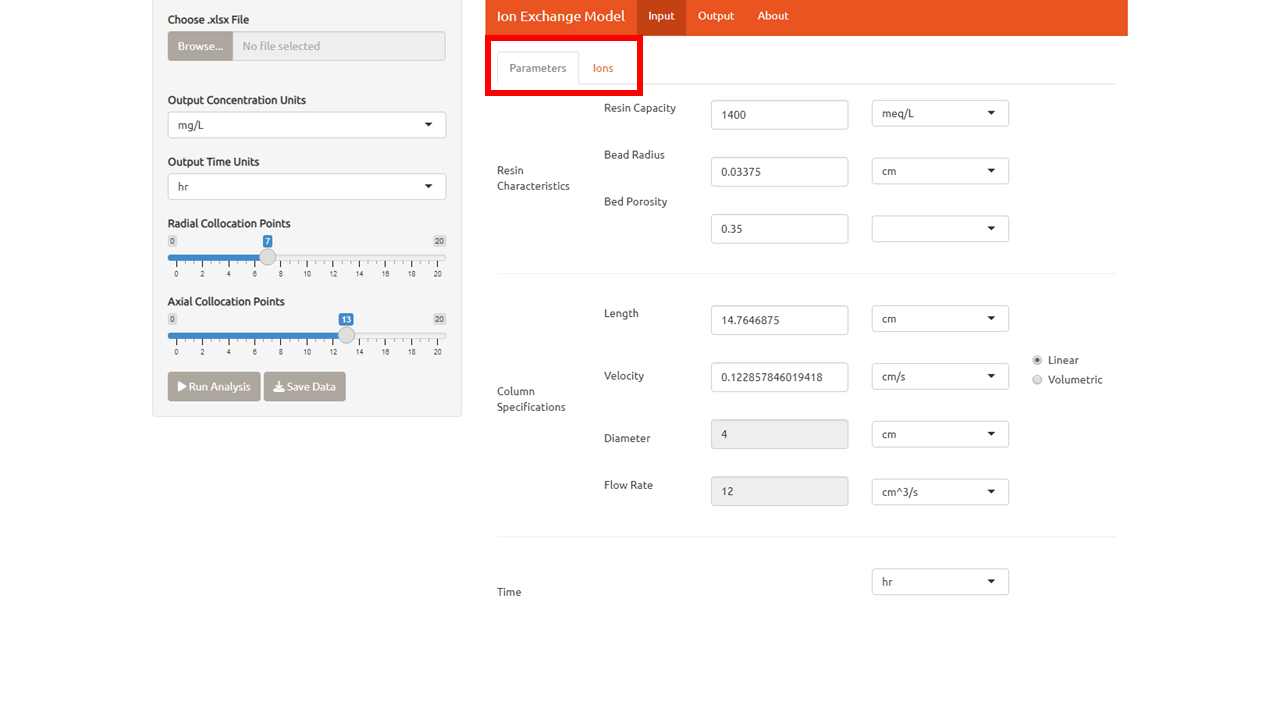 Choose .xlsx File
Browse... No file selected
Output Concentration Units
mg/L
Output Time Units
hr
Radial Collocation Points
0 7 20
0 2 4 6 8 10 12 14 16 18 20
Axial Collocation Points
0 13 20
0 2 4 6 8 10 12 14 16 18 20
Run Analysis Save Data
Ion Exchange Model Input Output About
Parameters Ions
Resin Characteristics
Resin Capacity 1400 meq/L
Bead Radius 0.03375 cm
Bed Porosity 0.35
Column Specifications
Length 14.7646875 cm
Velocity 0.122857846019418 cm/s
Linear
Volumetric
Diameter 4 cm
Flow Rate 12 cm^3/s
Time hr